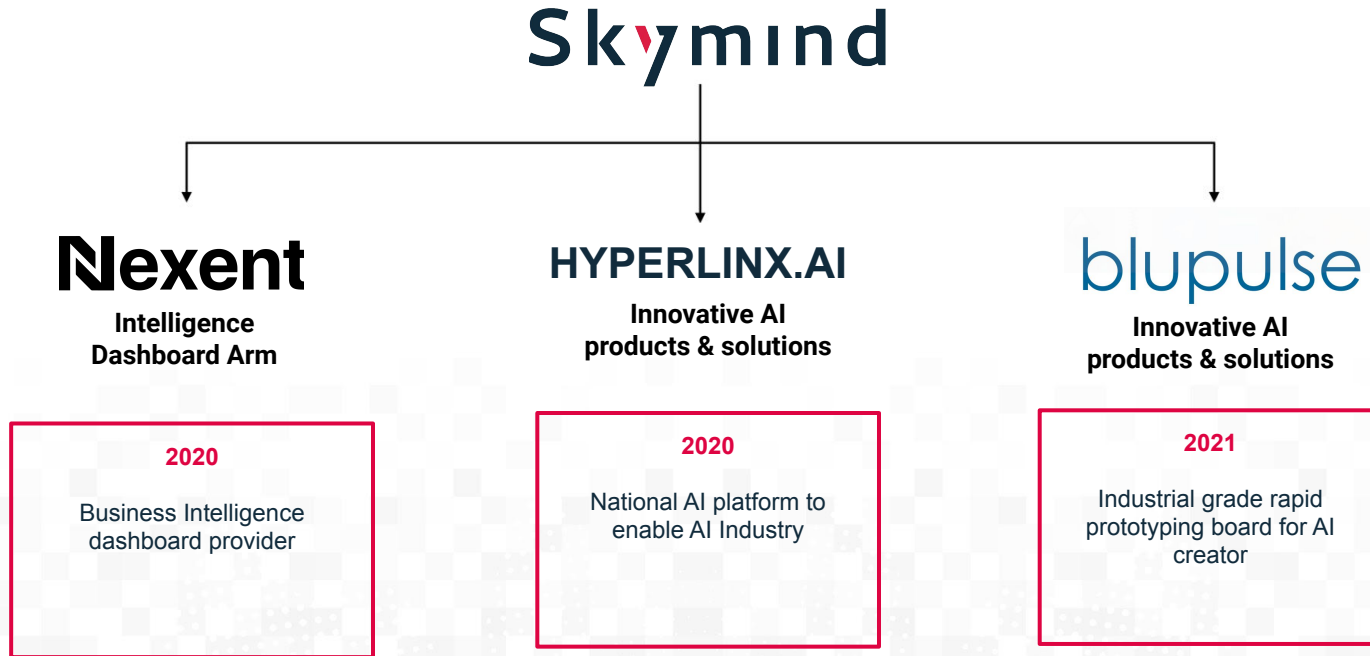 Skymind
Nexent
Intelligence
Dashboard Arm
2020
Business Intelligence
dashboard provider
HYPERLINX.AI
Innovative AI
products & solutions
2020
National AI platform to
enable AI Industry
blupulse
Innovative AI
products & solutions
2021
Industrial grade rapid
prototyping board for AI
creator